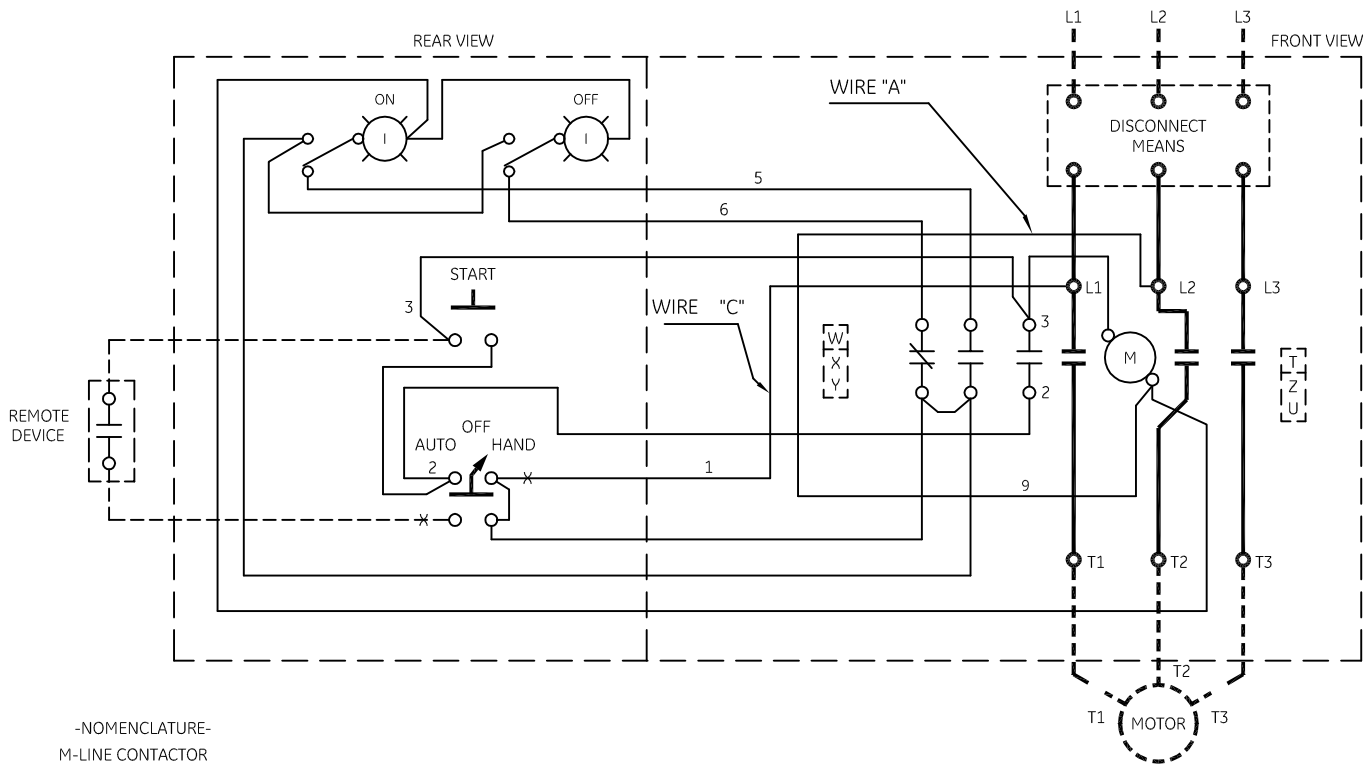 L1 L2 L3
REAR VIEW
FRONT VIEW
WIRE "A"
ON
OFF
DISCONNECT
MEANS
I
I
5
6
START
3
WIRE "C"
L1
L2
L3
3
W
X
Y
M
T
Z
U
2
REMOTE
DEVICE
OFF
AUTO
HAND
2
X
1
9
X
T1
T2
T3
T2
T1
MOTOR
T3
-NOMENCLATURE-
M-LINE CONTACTOR